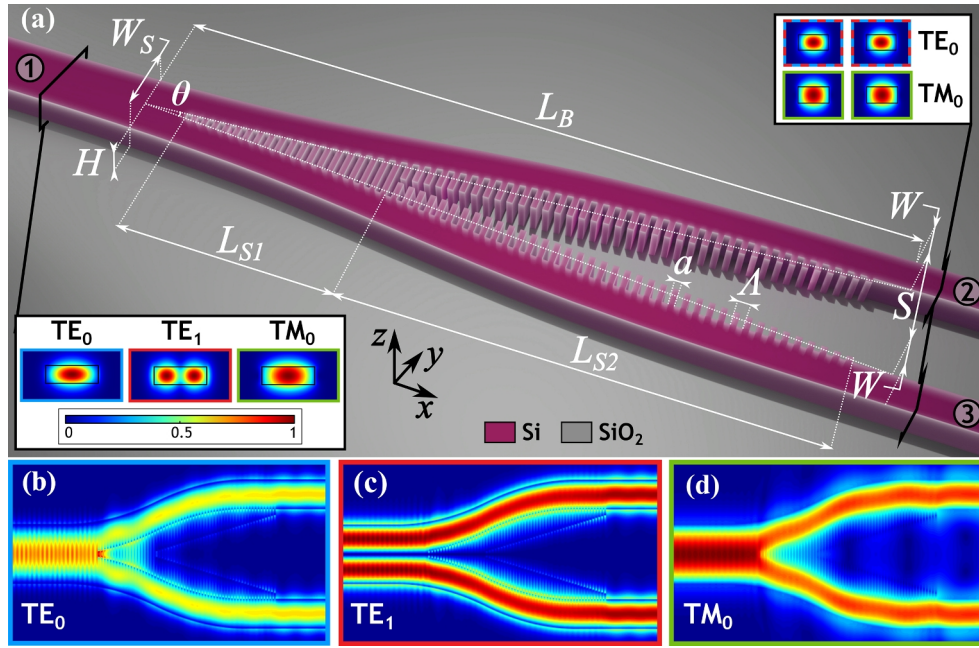 (a)
W_S
1
θ
H
L_B
TE₀
TM₀
W
L_S1
a
Λ
S
2
L_S2
W
3
TE₀ TE₁ TM₀
0 0.5 1
z
y
x
Si SiO₂
(b) (c) (d)
TE₀ TE₁ TM₀